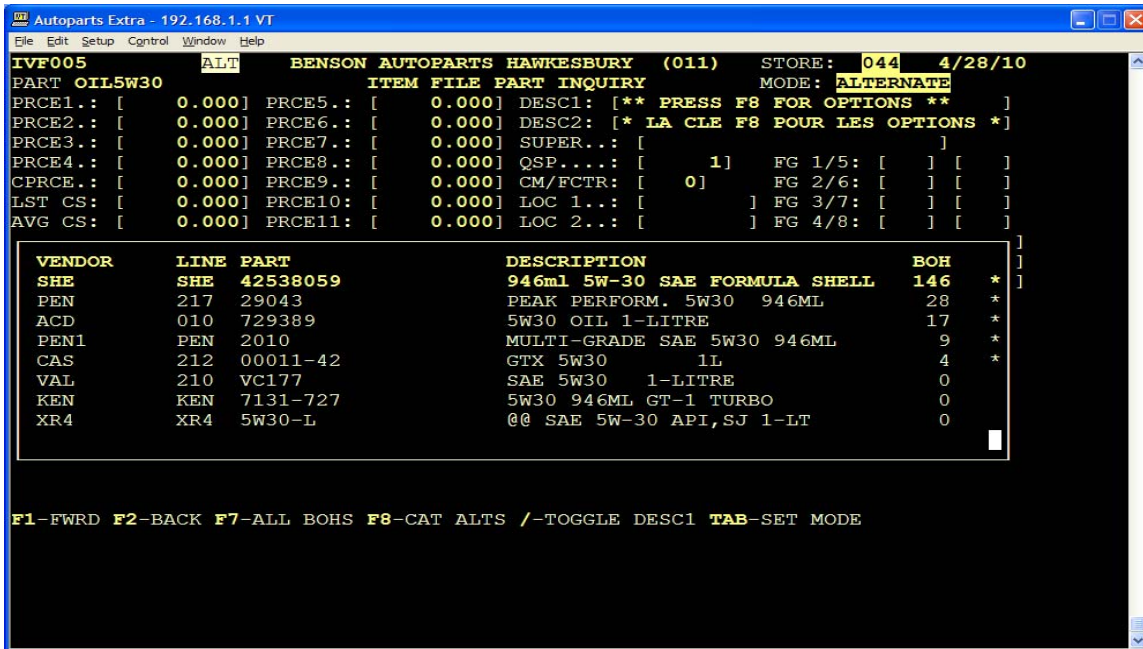 Autoparts Extra - 192.168.1.1 VT
File Edit Setup Control Window Help
IVF005 ALT BENSON AUTOPARTS HAWKESBURY (011) STORE: 044 4/28/10
PART OIL5W30 ITEM FILE PART INQUIRY MODE: ALTERNATE
PRCE1.: [ 0.000] PRCE5.: [ 0.000] DESC1: [** PRESS F8 FOR OPTIONS ** ]
PRCE2.: [ 0.000] PRCE6.: [ 0.000] DESC2: [* LA CLE F8 POUR LES OPTIONS *]
PRCE3.: [ 0.000] PRCE7.: [ 0.000] SUPER..: [ ]
PRCE4.: [ 0.000] PRCE8.: [ 0.000] QSP....: [ 1] FG 1/5: [ ] [ ]
CPRCE.: [ 0.000] PRCE9.: [ 0.000] CM/FCTR: [ 0] FG 2/6: [ ] [ ]
LST CS: [ 0.000] PRCE10: [ 0.000] LOC 1..: [ ] FG 3/7: [ ] [ ]
AVG CS: [ 0.000] PRCE11: [ 0.000] LOC 2..: [ ] FG 4/8: [ ] [ ]
]
VENDOR LINE PART DESCRIPTION BOH ]
SHE SHE 42538059 946ml 5W-30 SAE FORMULA SHELL 146 * ]
PEN 217 29043 PEAK PERFORM. 5W30 946ML 28 *
ACD 010 729389 5W30 OIL 1-LITRE 17 *
PEN1 PEN 2010 MULTI-GRADE SAE 5W30 946ML 9 *
CAS 212 00011-42 GTX 5W30 1L 4 *
VAL 210 VC177 SAE 5W30 1-LITRE 0
KEN KEN 7131-727 5W30 946ML GT-1 TURBO 0
XR4 XR4 5W30-L @@ SAE 5W-30 API,SJ 1-LT 0
F1-FWRD F2-BACK F7-ALL BOHS F8-CAT ALTS /-TOGGLE DESC1 TAB-SET MODE